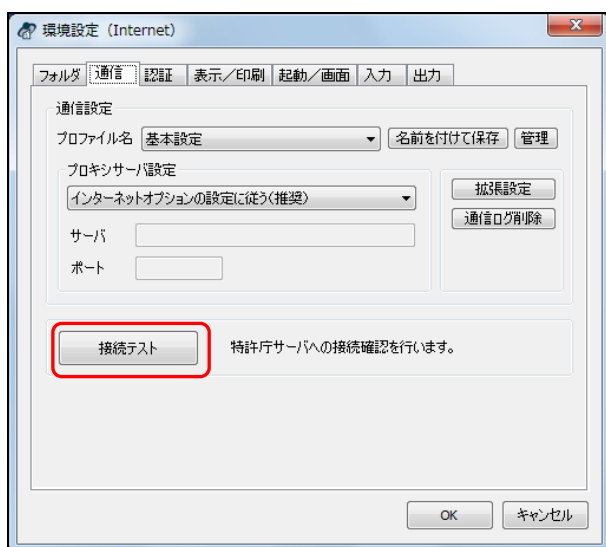 環境設定（Internet）
フォルダ 通信 認証 表示／印刷 起動／画面 入力 出力
通信設定
プロファイル名 基本設定 名前を付けて保存 管理
プロキシサーバ設定
インターネットオプションの設定に従う(推奨) 拡張設定
通信ログ削除
サーバ
ポート
接続テスト 特許庁サーバへの接続確認を行います。
OK キャンセル